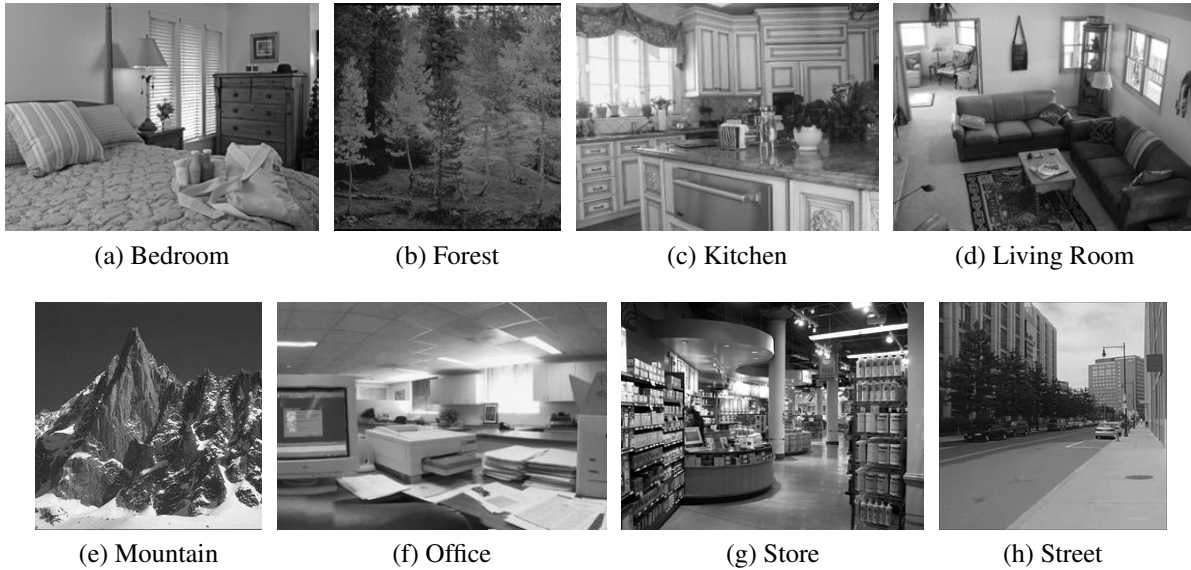 (a) Bedroom
(b) Forest
(c) Kitchen
(d) Living Room
(e) Mountain
(f) Office
(g) Store
(h) Street